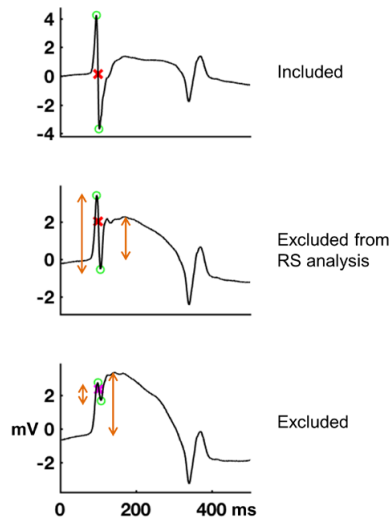 4
2
0
-2
-4
Included
2
0
-2
Excluded from
RS analysis
2
mV 0
-2
Excluded
0 200 400 ms